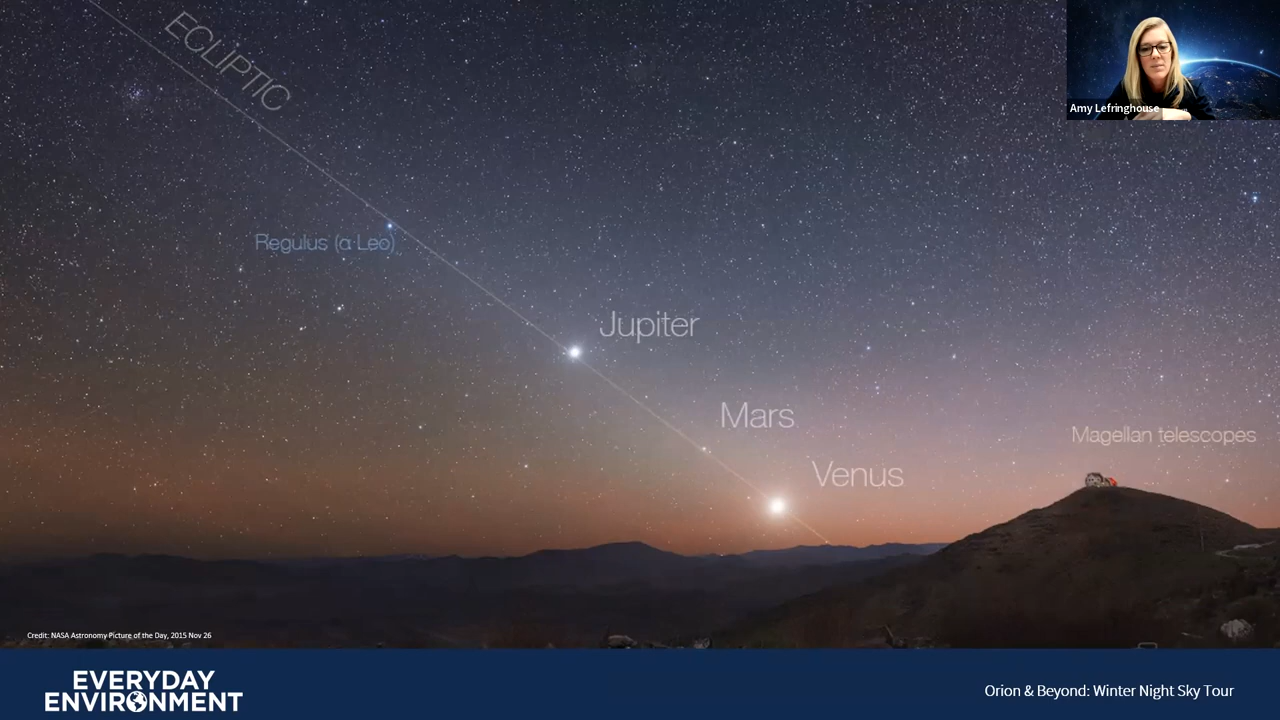 ECLIPTIC
Amy Lefringhouse
Regulus (α Leo)
Jupiter
Mars
Venus
Magellan telescopes
Credit: NASA Astronomy Picture of the Day, 2015 Nov 26
EVERYDAY
ENVIRONMENT
Orion & Beyond: Winter Night Sky Tour